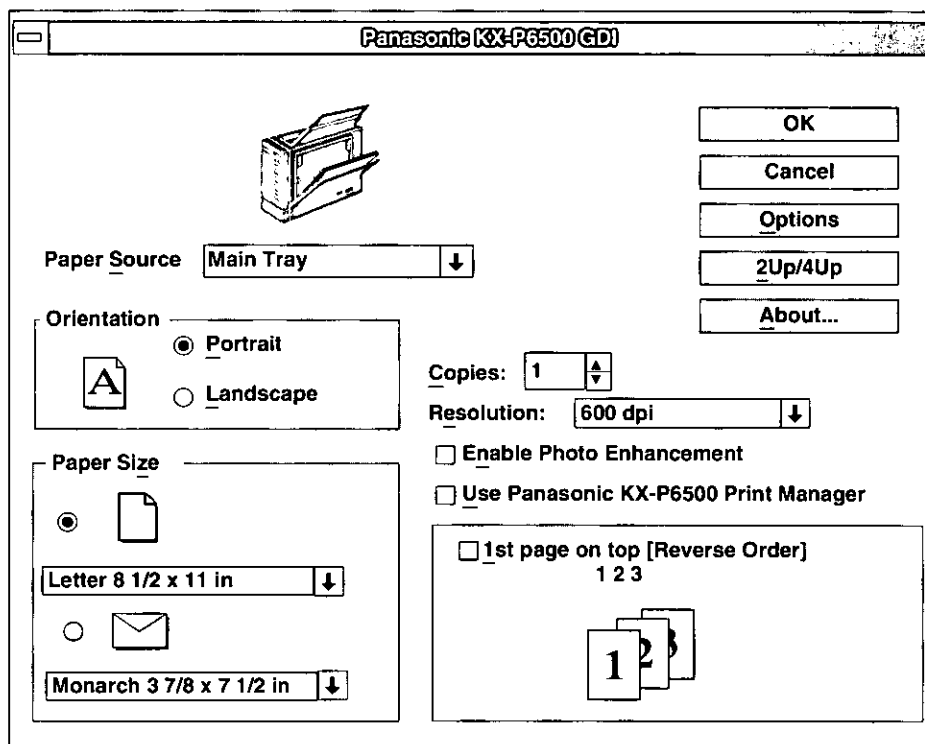 Panasonic KX-P6500 GDI
OK
Cancel
Options
2Up/4Up
About...
Paper Source Main Tray
Orientation
Portrait
A
Landscape
Copies: 1
Resolution: 600 dpi
Enable Photo Enhancement
Use Panasonic KX-P6500 Print Manager
Paper Size
Letter 8 1/2 x 11 in
Monarch 3 7/8 x 7 1/2 in
1st page on top [Reverse Order]
1 2 3
1 2 3